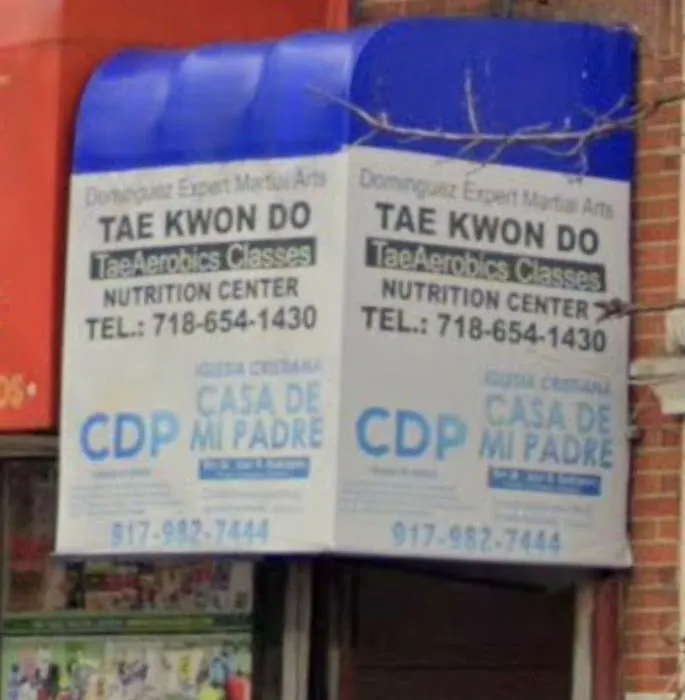 Dominguez Expert Martial Arts
TAE KWON DO
TaeAerobics Classes
NUTRITION CENTER
TEL.: 718-654-1430
IGLESIA CRISTIANA
CASA DE
MI PADRE
CDP
917-982-7444
Dominguez Expert Martial Arts
TAE KWON DO
TaeAerobics Classes
NUTRITION CENTER
TEL.: 718-654-1430
IGLESIA CRISTIANA
CASA DE
MI PADRE
CDP
917-982-7444
OS